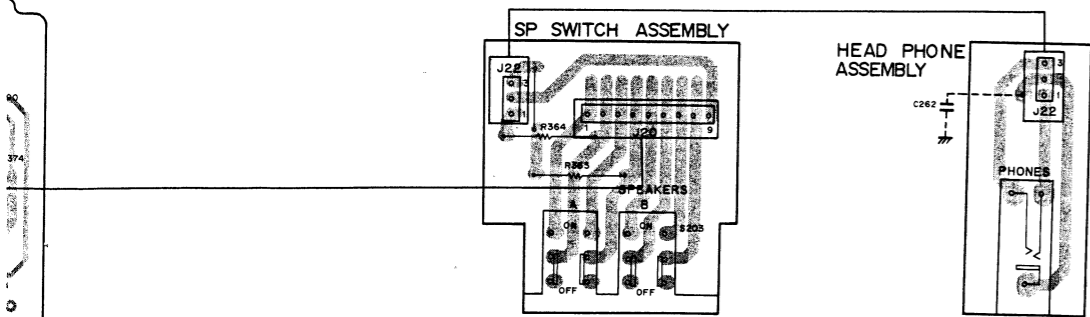 SP SWITCH ASSEMBLY
HEAD PHONE
ASSEMBLY
J22
3
1
R364
1
J20
9
R363
SPEAKERS
A
B
ON
ON
S203
OFF
OFF
C262
3
1
J22
PHONES
374